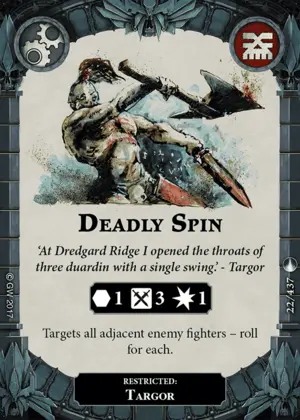 DEADLY SPIN
‘At Dredgard Ridge I opened the throats of
three duardin with a single swing.’ - Targor
1 3 1
Targets all adjacent enemy fighters – roll
for each.
RESTRICTED:
TARGOR
©GW 2017
22/437